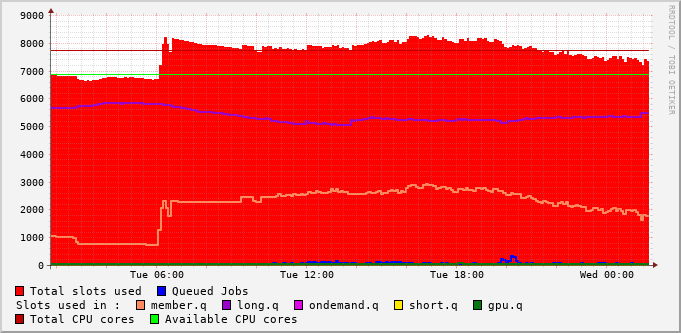 9000
8000
7000
6000
5000
4000
3000
2000
1000
0
Tue 06:00 Tue 12:00 Tue 18:00 Wed 00:00
RRDTOOL / TOBI OETIKER
Total slots used Queued Jobs
Slots used in : member.q long.q ondemand.q short.q gpu.q
Total CPU cores Available CPU cores